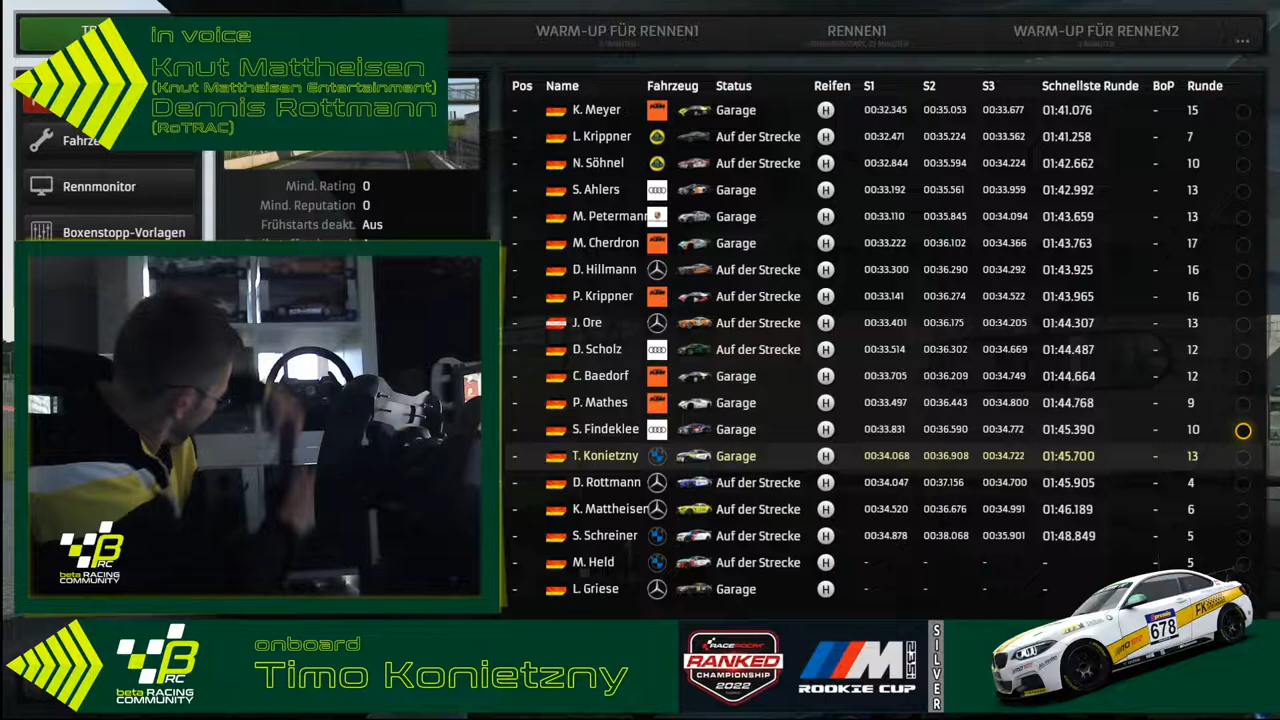 in voice
Knut Mattheisen
(Knut Mattheisen Entertainment)
Dennis Rottmann
(RoTRAC)
WARM-UP FÜR RENNEN1
RENNEN1
WARM-UP FÜR RENNEN2
...
Rennmonitor
Boxenstopp-Vorlagen
Mind. Rating 0
Mind. Reputation 0
Frühstarts deakt. Aus
Pos Name Fahrzeug Status Reifen S1 S2 S3 Schnellste Runde BoP Runde
- K. Meyer KTM Garage H 00:32.345 00:35.053 00:33.677 01:41.076 - 15
- L. Krippner Auf der Strecke H 00:32.471 00:35.224 00:33.562 01:41.258 - 7
- N. Söhnel Auf der Strecke H 00:32.844 00:35.594 00:34.224 01:42.662 - 10
- S. Ahlers Garage H 00:33.192 00:35.561 00:33.959 01:42.992 - 13
- M. Petermann Garage H 00:33.110 00:35.845 00:34.094 01:43.659 - 13
- M. Cherdron KTM Garage H 00:33.222 00:36.102 00:34.366 01:43.763 - 17
- D. Hillmann Auf der Strecke H 00:33.300 00:36.290 00:34.292 01:43.925 - 16
- P. Krippner KTM Auf der Strecke H 00:33.141 00:36.274 00:34.522 01:43.965 - 16
- J. Ore Auf der Strecke H 00:33.401 00:36.175 00:34.205 01:44.307 - 13
- D. Scholz Auf der Strecke H 00:33.514 00:36.302 00:34.669 01:44.487 - 12
- C. Baedorf KTM Garage H 00:33.705 00:36.209 00:34.749 01:44.664 - 12
- P. Mathes KTM Garage H 00:33.497 00:36.443 00:34.800 01:44.768 - 9
- S. Findeklee Garage H 00:33.831 00:36.590 00:34.772 01:45.390 - 10
- T. Konietzny Garage H 00:34.068 00:36.908 00:34.722 01:45.700 - 13
- D. Rottmann Auf der Strecke H 00:34.047 00:37.156 00:34.700 01:45.905 - 4
- K. Mattheisen Auf der Strecke H 00:34.520 00:36.676 00:34.991 01:46.189 - 6
- S. Schreiner Auf der Strecke H 00:34.878 00:38.068 00:35.901 01:48.849 - 5
- M. Held Auf der Strecke H - - - - - 5
- L. Griese Garage H - - - -
β RC
beta RACING
COMMUNITY
β RC
beta RACING
COMMUNITY
onboard
Timo Konietzny
RACEROOM
RANKED
CHAMPIONSHIP
2022
M 235i
ROOKIE CUP
SILVER
678
FK